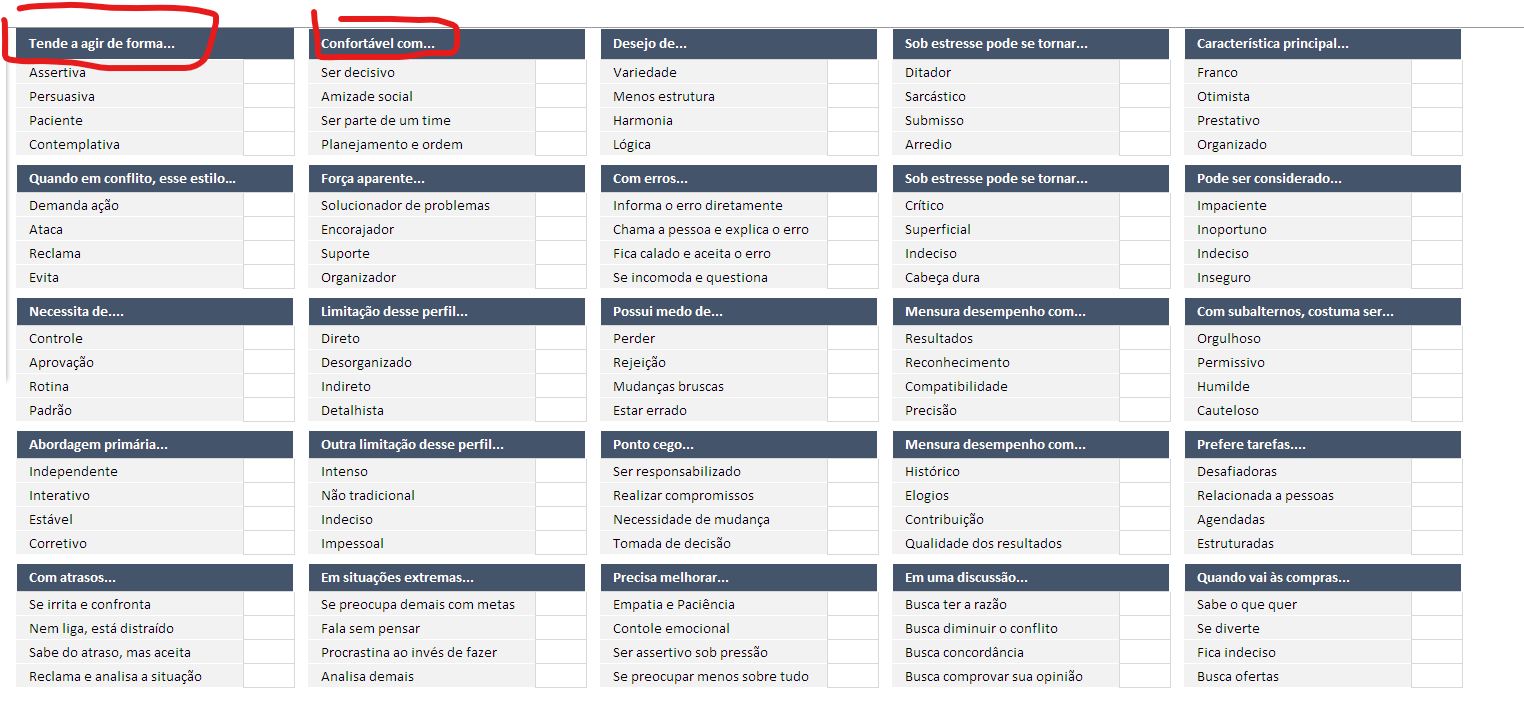 Tende a agir de forma...
Assertiva
Persuasiva
Paciente
Contemplativa
Confortável com...
Ser decisivo
Amizade social
Ser parte de um time
Planejamento e ordem
Desejo de...
Variedade
Menos estrutura
Harmonia
Lógica
Sob estresse pode se tornar...
Ditador
Sarcástico
Submisso
Arredio
Característica principal...
Franco
Otimista
Prestativo
Organizado
Quando em conflito, esse estilo...
Demanda ação
Ataca
Reclama
Evita
Força aparente...
Solucionador de problemas
Encorajador
Suporte
Organizador
Com erros...
Informa o erro diretamente
Chama a pessoa e explica o erro
Fica calado e aceita o erro
Se incomoda e questiona
Sob estresse pode se tornar...
Crítico
Superficial
Indeciso
Cabeça dura
Pode ser considerado...
Impaciente
Inoportuno
Indeciso
Inseguro
Necessita de....
Controle
Aprovação
Rotina
Padrão
Limitação desse perfil...
Direto
Desorganizado
Indireto
Detalhista
Possui medo de...
Perder
Rejeição
Mudanças bruscas
Estar errado
Mensura desempenho com...
Resultados
Reconhecimento
Compatibilidade
Precisão
Com subalternos, costuma ser...
Orgulhoso
Permissivo
Humilde
Cauteloso
Abordagem primária...
Independente
Interativo
Estável
Corretivo
Outra limitação desse perfil...
Intenso
Não tradicional
Indeciso
Impessoal
Ponto cego...
Ser responsabilizado
Realizar compromissos
Necessidade de mudança
Tomada de decisão
Mensura desempenho com...
Histórico
Elogios
Contribuição
Qualidade dos resultados
Prefere tarefas....
Desafiadoras
Relacionada a pessoas
Agendadas
Estruturadas
Com atrasos...
Se irrita e confronta
Nem liga, está distraído
Sabe do atraso, mas aceita
Reclama e analisa a situação
Em situações extremas...
Se preocupa demais com metas
Fala sem pensar
Procrastina ao invés de fazer
Analisa demais
Precisa melhorar...
Empatia e Paciência
Contole emocional
Ser assertivo sob pressão
Se preocupar menos sobre tudo
Em uma discussão...
Busca ter a razão
Busca diminuir o conflito
Busca concordância
Busca comprovar sua opinião
Quando vai às compras...
Sabe o que quer
Se diverte
Fica indeciso
Busca ofertas